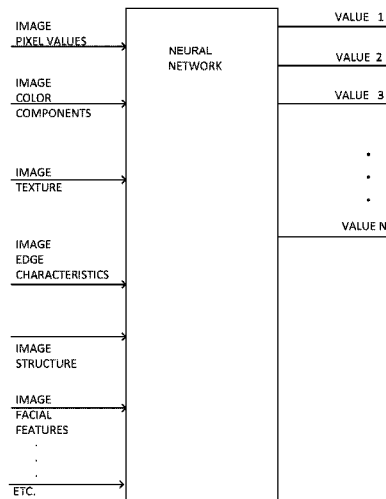 IMAGE
PIXEL VALUES
IMAGE
COLOR
COMPONENTS
IMAGE
TEXTURE
IMAGE
EDGE
CHARACTERISTICS
IMAGE
STRUCTURE
IMAGE
FACIAL
FEATURES
.
.
.
ETC.
NEURAL
NETWORK
VALUE 1
VALUE 2
VALUE 3
.
.
.
VALUE N